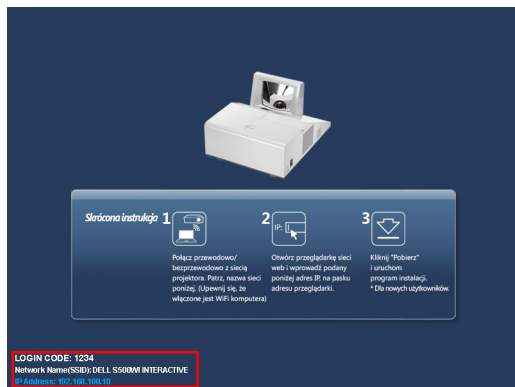 Skrócona instrukcja
1
Połącz przewodowo/
bezprzewodowo z siecią
projektora. Patrz, nazwa sieci
poniżej. (Upewnij się, że
włączone jest WiFi komputera)
2
IP:
Otwórz przeglądarkę sieci
web i wprowadź podany
poniżej adres IP, na pasku
adresu przeglądarki.
3
Kliknij "Pobierz"
i uruchom
program instalacji.
* Dla nowych użytkowników.
LOGIN CODE: 1234
Network Name(SSID): DELL S500WI INTERACTIVE
IP Address: 192.168.100.10